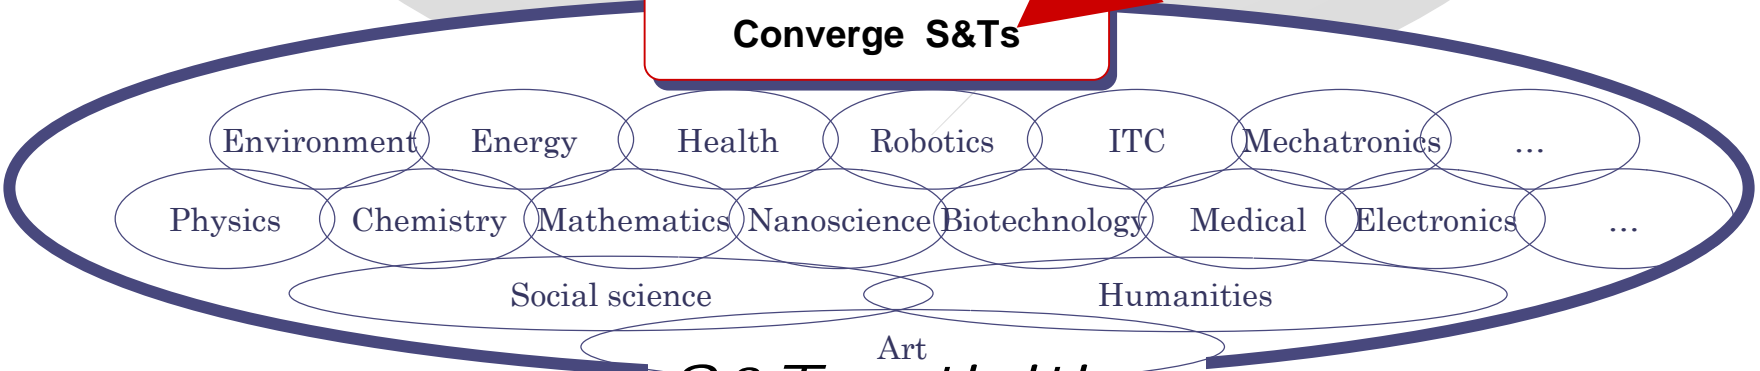 Converge S&Ts
Environment Energy Health Robotics ITC Mechatronics ...
Physics Chemistry Mathematics Nanoscience Biotechnology Medical Electronics ...
Social science Humanities
Art